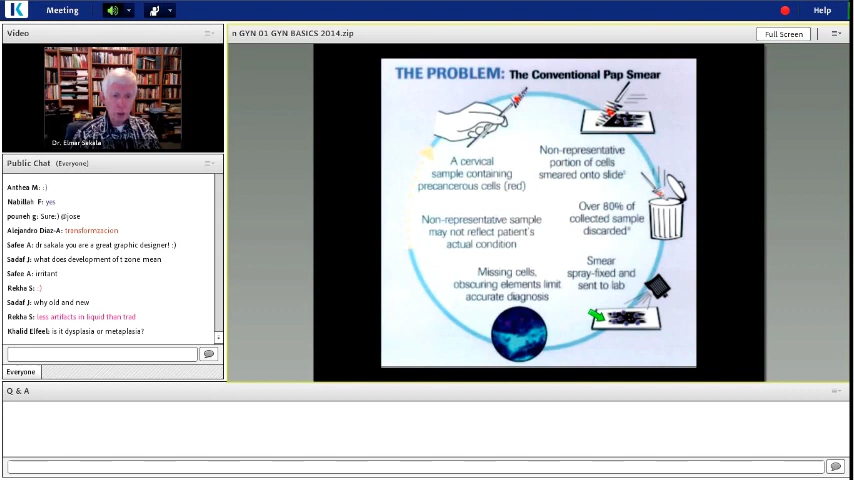 K Meeting Help
Video
Dr. Elmar Sakala
Public Chat (Everyone)
Anthea M: :)
Nabillah F: yes
pouneh g: Sure:) @jose
Alejandro Diaz-A: transformzacion
Safee A: dr sakala you are a great graphic designer! :)
Sadaf J: what does development of t zone mean
Safee A: irritant
Rekha S: :)
Sadaf J: why old and new
Rekha S: less artifacts in liquid than trad
Khalid Elfeel: is it dysplasia or metaplasia?
Everyone
n GYN 01 GYN BASICS 2014.zip
Full Screen
THE PROBLEM: The Conventional Pap Smear
A cervical
sample containing
precancerous cells (red)
Non-representative
portion of cells
smeared onto slide
Over 80% of
collected sample
discarded
Smear
spray-fixed and
sent to lab
Missing cells,
obscuring elements limit
accurate diagnosis
Non-representative sample
may not reflect patient's
actual condition
Q & A